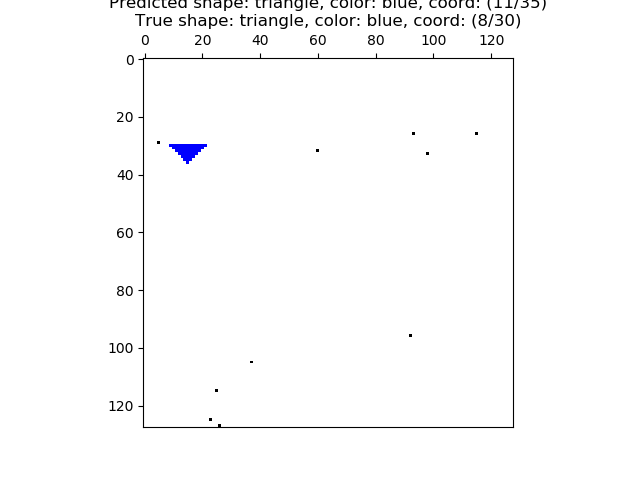 Predicted shape: triangle, color: blue, coord: (11/35)
True shape: triangle, color: blue, coord: (8/30)
0 20 40 60 80 100 120
0
20
40
60
80
100
120